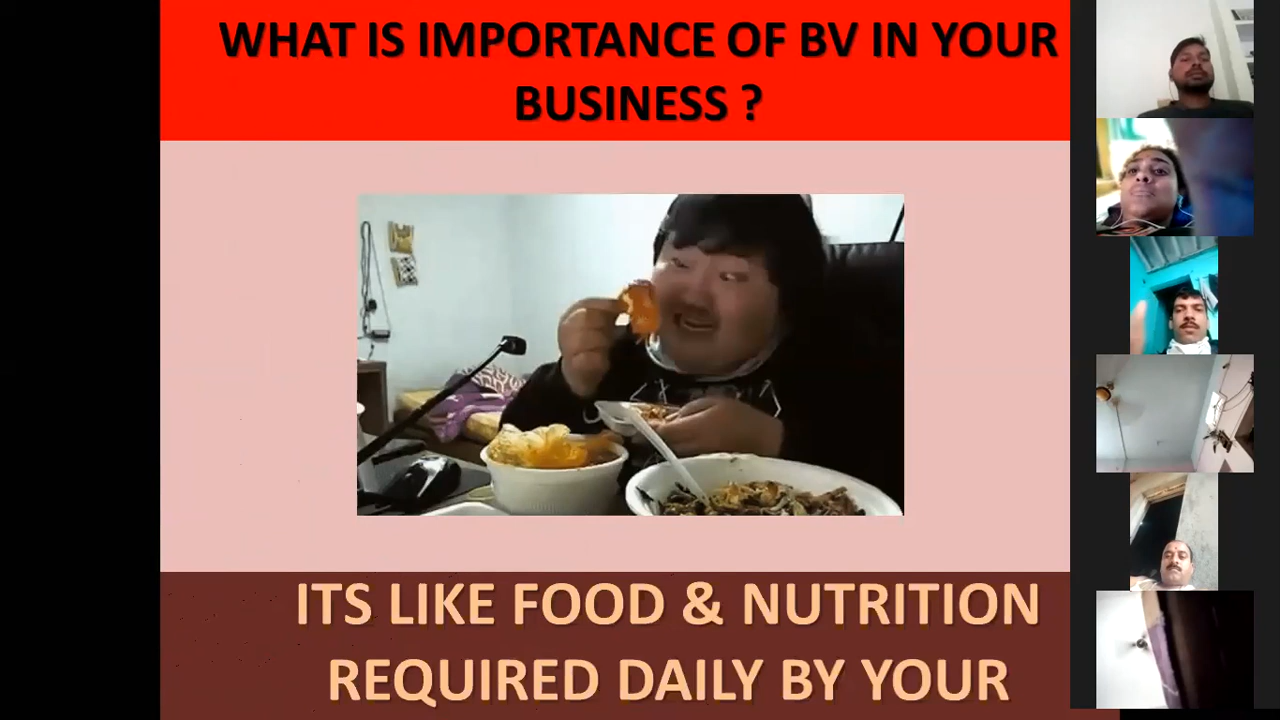 WHAT IS IMPORTANCE OF BV IN YOUR
BUSINESS ?
ITS LIKE FOOD & NUTRITION
REQUIRED DAILY BY YOUR